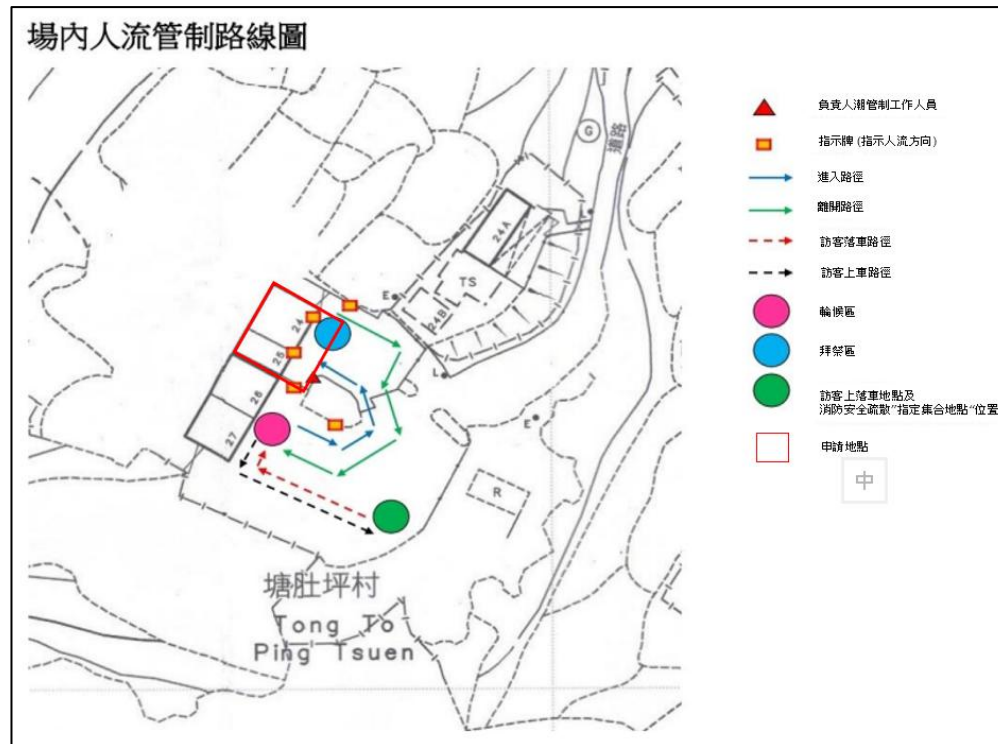 場內人流管制路線圖
負責人潮管制工作人員
指示牌 (指示人流方向)
進入路徑
離開路徑
訪客落車路徑
訪客上車路徑
輪候區
拜祭區
訪客上落車地點及
消防安全疏散"指定集合地點"位置
申請地點
中
G
道路
24A
TS
24B
E
L
L
24
25
26
27
E
R
塘肚坪村
Tong To
Ping Tsuen